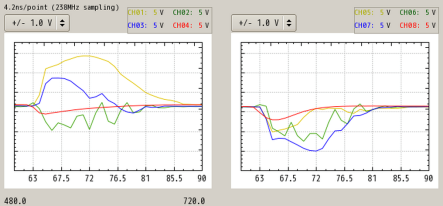 4.2ns/point (238MHz sampling)
+/- 1.0 V
CH01: 5 V CH02: 5 V
CH03: 5 V CH04: 5 V
+/- 1.0 V
CH05: 5 V CH06: 5 V
CH07: 5 V CH08: 5 V
63 67.5 72 76.5 81 85.5 90
63 67.5 72 76.5 81 85.5 90
480.0 720.0